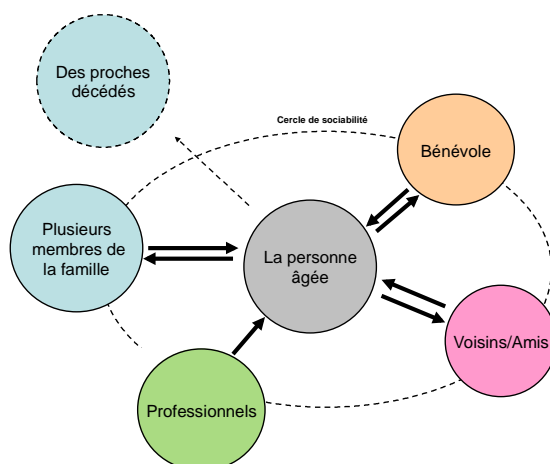 Des proches
décédés
Cercle de sociabilité
Bénévole
Plusieurs
membres de
la famille
La personne
âgée
Voisins/Amis
Professionnels